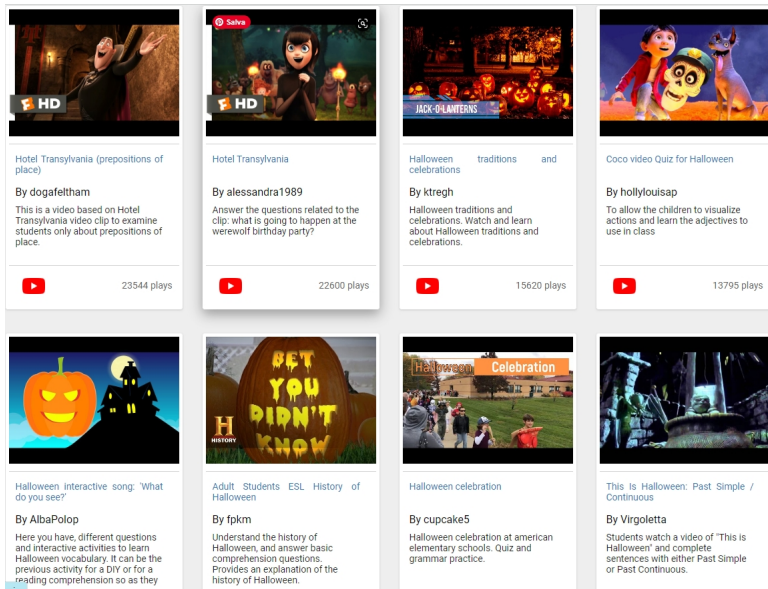 HD
Salva
HD
JACK-O-LANTERNS
Hotel Transylvania (prepositions of
place)
By dogafeltham
This is a video based on Hotel
Transylvania video clip to examine
students only about prepositions of
place.
23544 plays
Hotel Transylvania
By alessandra1989
Answer the questions related to the
clip: what is going to happen at the
werewolf birthday party?
22600 plays
Halloween traditions and
celebrations
By ktregh
Halloween traditions and
celebrations. Watch and learn
about Halloween traditions and
celebrations.
15620 plays
Coco video Quiz for Halloween
By hollylouisap
To allow the children to visualize
actions and learn the adjectives to
use in class
13795 plays
BET
YOU
DIDN'T
KNOW
H
HISTORY
Halloween Celebration
Halloween interactive song: 'What
do you see?'
By AlbaPolop
Here you have, different questions
and interactive activities to learn
Halloween vocabulary. It can be the
previous activity for a DIY or for a
reading comprehension so as they
Adult Students ESL History of
Halloween
By fpkm
Understand the history of
Halloween, and answer basic
comprehension questions.
Provides an explanation of the
history of Halloween.
Halloween celebration
By cupcake5
Halloween celebration at american
elementary schools. Quiz and
grammar practice.
This Is Halloween: Past Simple /
Continuous
By Virgoletta
Students watch a video of "This is
Halloween" and complete
sentences with either Past Simple
or Past Continuous.